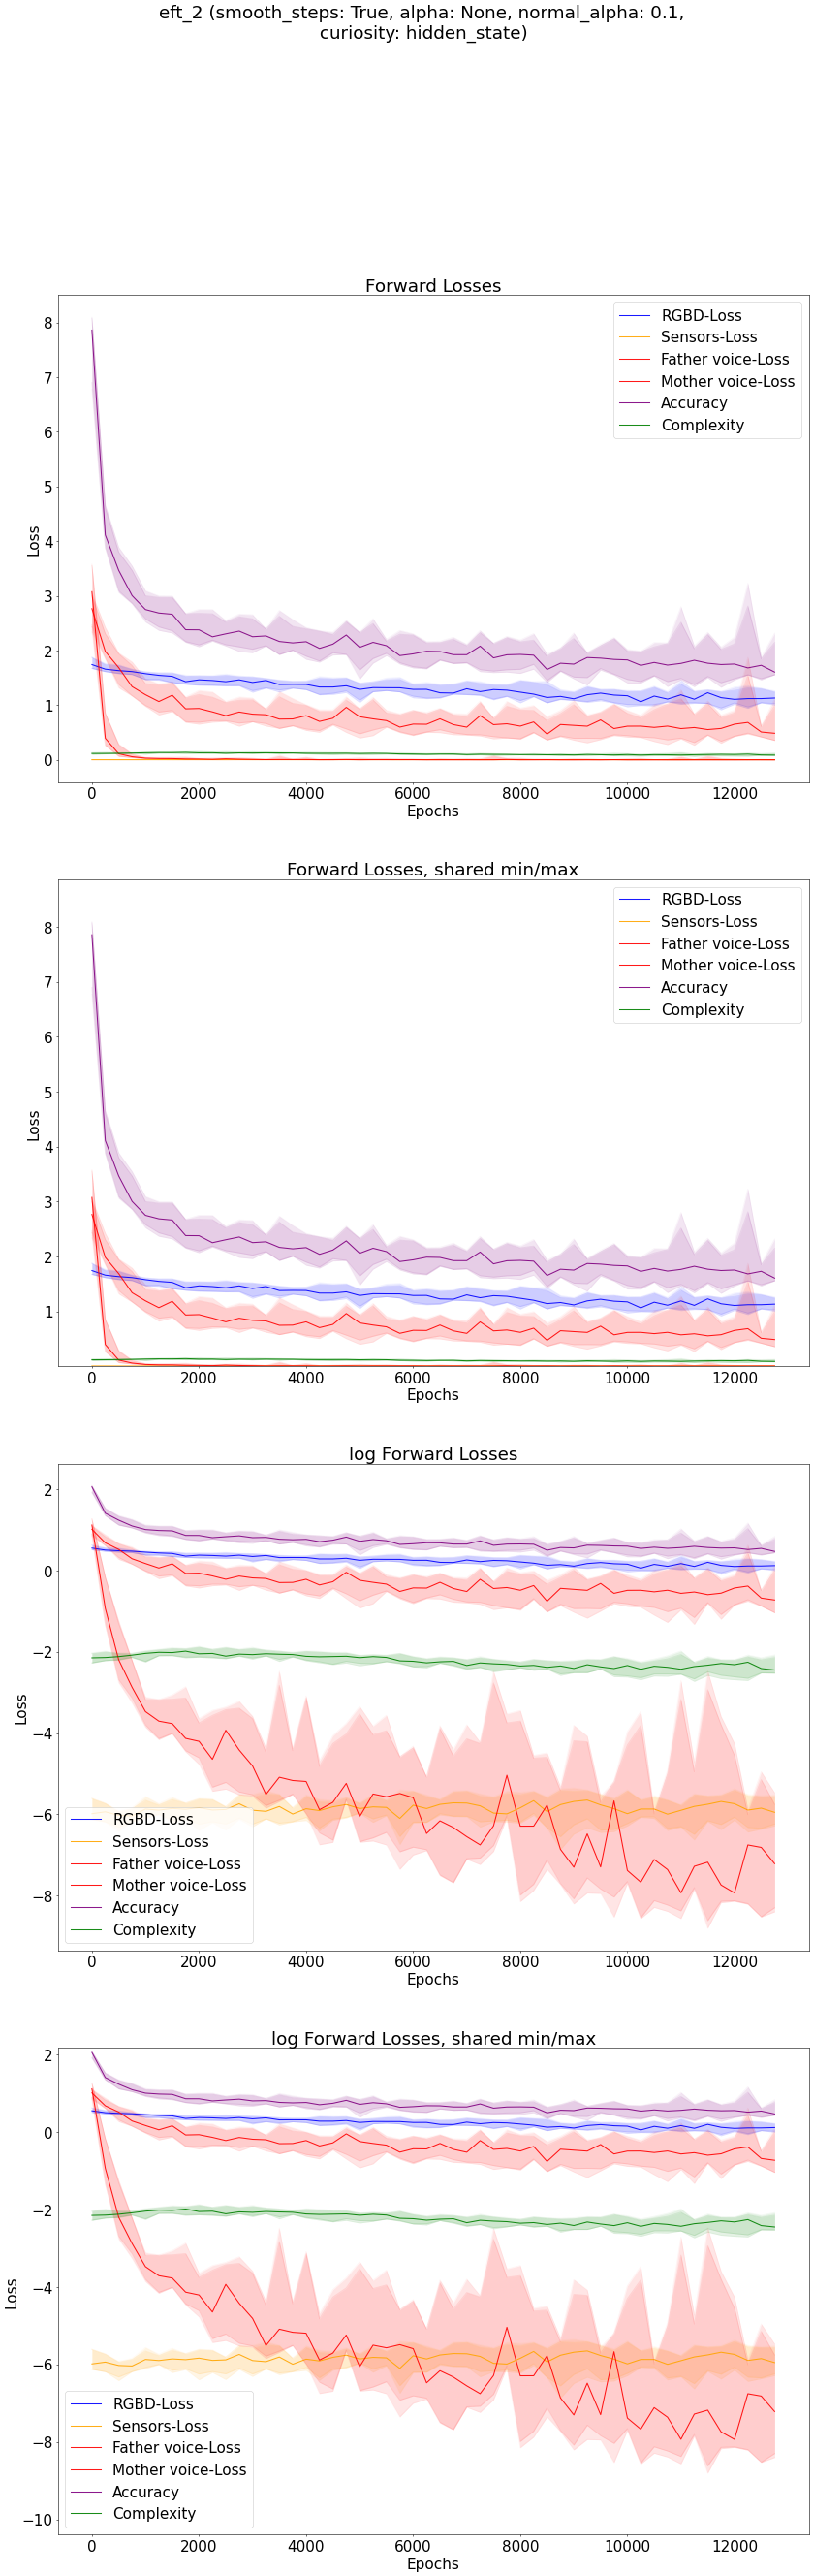 eft_2 (smooth_steps: True, alpha: None, normal_alpha: 0.1,
curiosity: hidden_state)
Forward Losses
8
7
6
5
4
3
2
1
0
Loss
RGBD-Loss
Sensors-Loss
Father voice-Loss
Mother voice-Loss
Accuracy
Complexity
0 2000 4000 6000 8000 10000 12000
Epochs
Forward Losses, shared min/max
8
7
6
5
4
3
2
1
Loss
RGBD-Loss
Sensors-Loss
Father voice-Loss
Mother voice-Loss
Accuracy
Complexity
0 2000 4000 6000 8000 10000 12000
Epochs
log Forward Losses
2
0
−2
−4
−6
−8
Loss
RGBD-Loss
Sensors-Loss
Father voice-Loss
Mother voice-Loss
Accuracy
Complexity
0 2000 4000 6000 8000 10000 12000
Epochs
log Forward Losses, shared min/max
2
0
−2
−4
−6
−8
−10
Loss
RGBD-Loss
Sensors-Loss
Father voice-Loss
Mother voice-Loss
Accuracy
Complexity
0 2000 4000 6000 8000 10000 12000
Epochs